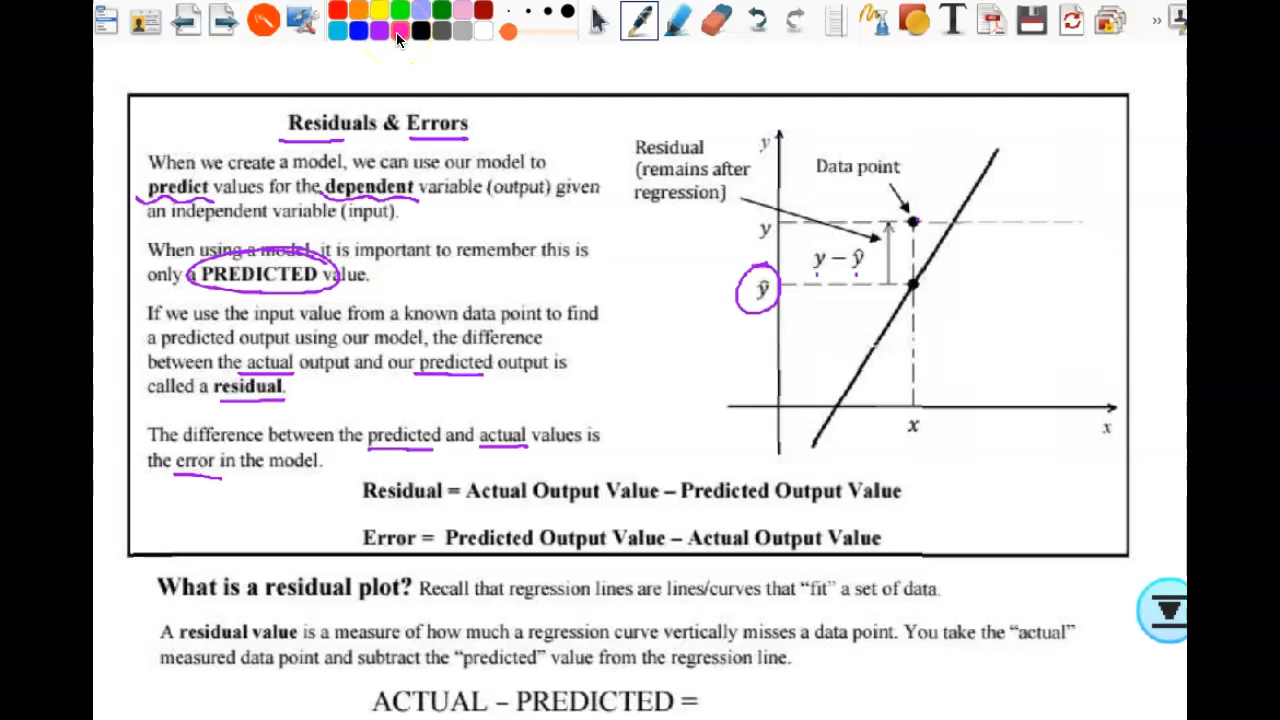 Residuals & Errors
When we create a model, we can use our model to
predict values for the dependent variable (output) given
an independent variable (input).
When using a model, it is important to remember this is
only a PREDICTED value.
If we use the input value from a known data point to find
a predicted output using our model, the difference
between the actual output and our predicted output is
called a residual.
The difference between the predicted and actual values is
the error in the model.
Residual
(remains after
regression)
y
Data point
y
y − ŷ
ŷ
x
x
Residual = Actual Output Value – Predicted Output Value
Error = Predicted Output Value – Actual Output Value
What is a residual plot? Recall that regression lines are lines/curves that “fit” a set of data.
A residual value is a measure of how much a regression curve vertically misses a data point. You take the “actual”
measured data point and subtract the “predicted” value from the regression line.
ACTUAL – PREDICTED =